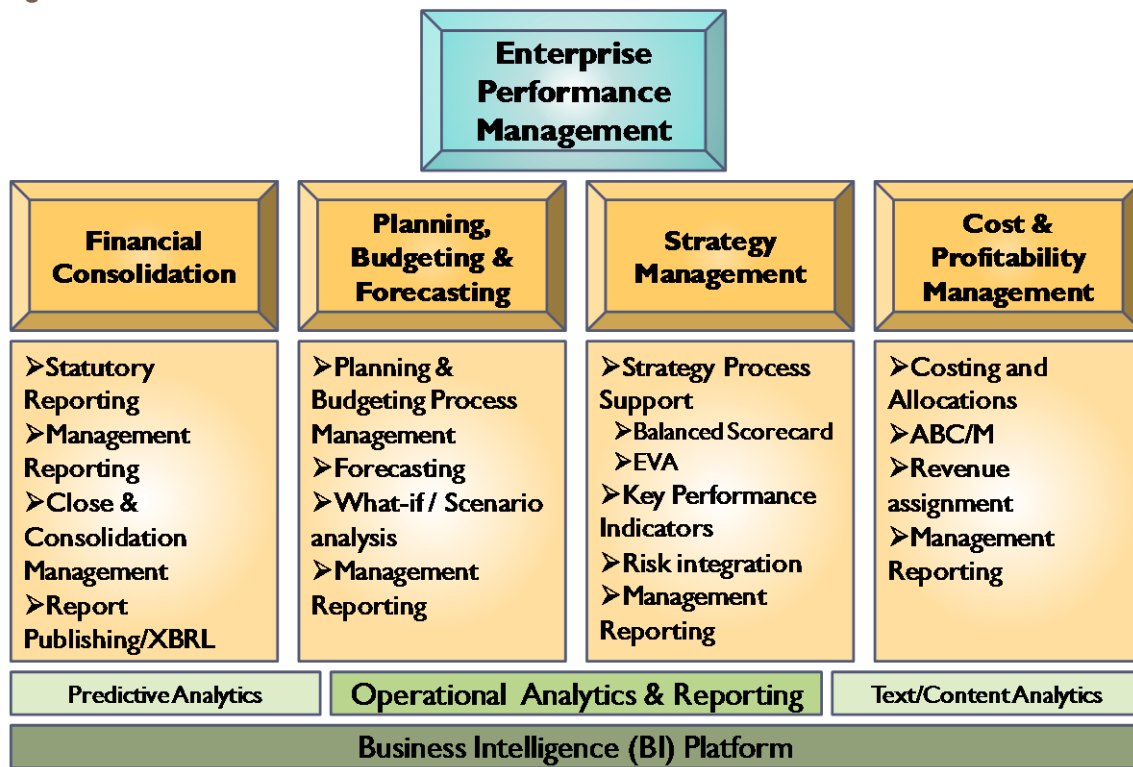 Enterprise
Performance
Management
Financial
Consolidation
Planning,
Budgeting &
Forecasting
Strategy
Management
Cost &
Profitability
Management
➢Statutory
Reporting
➢Management
Reporting
➢Close &
Consolidation
Management
➢Report
Publishing/XBRL
➢Planning &
Budgeting Process
Management
➢Forecasting
➢What-if / Scenario
analysis
➢Management
Reporting
➢Strategy Process
Support
➢Balanced Scorecard
➢EVA
➢Key Performance
Indicators
➢Risk integration
➢Management
Reporting
➢Costing and
Allocations
➢ABC/M
➢Revenue
assignment
➢Management
Reporting
Predictive Analytics
Operational Analytics & Reporting
Text/Content Analytics
Business Intelligence (BI) Platform